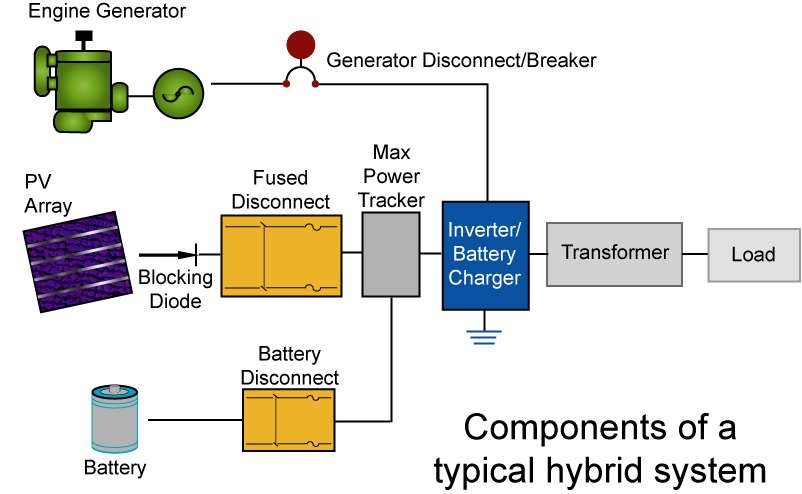 Engine Generator
Generator Disconnect/Breaker
PV
Array
Blocking
Diode
Fused
Disconnect
Max
Power
Tracker
Inverter/
Battery
Charger
Transformer
Load
Battery
Disconnect
Battery
Components of a
typical hybrid system